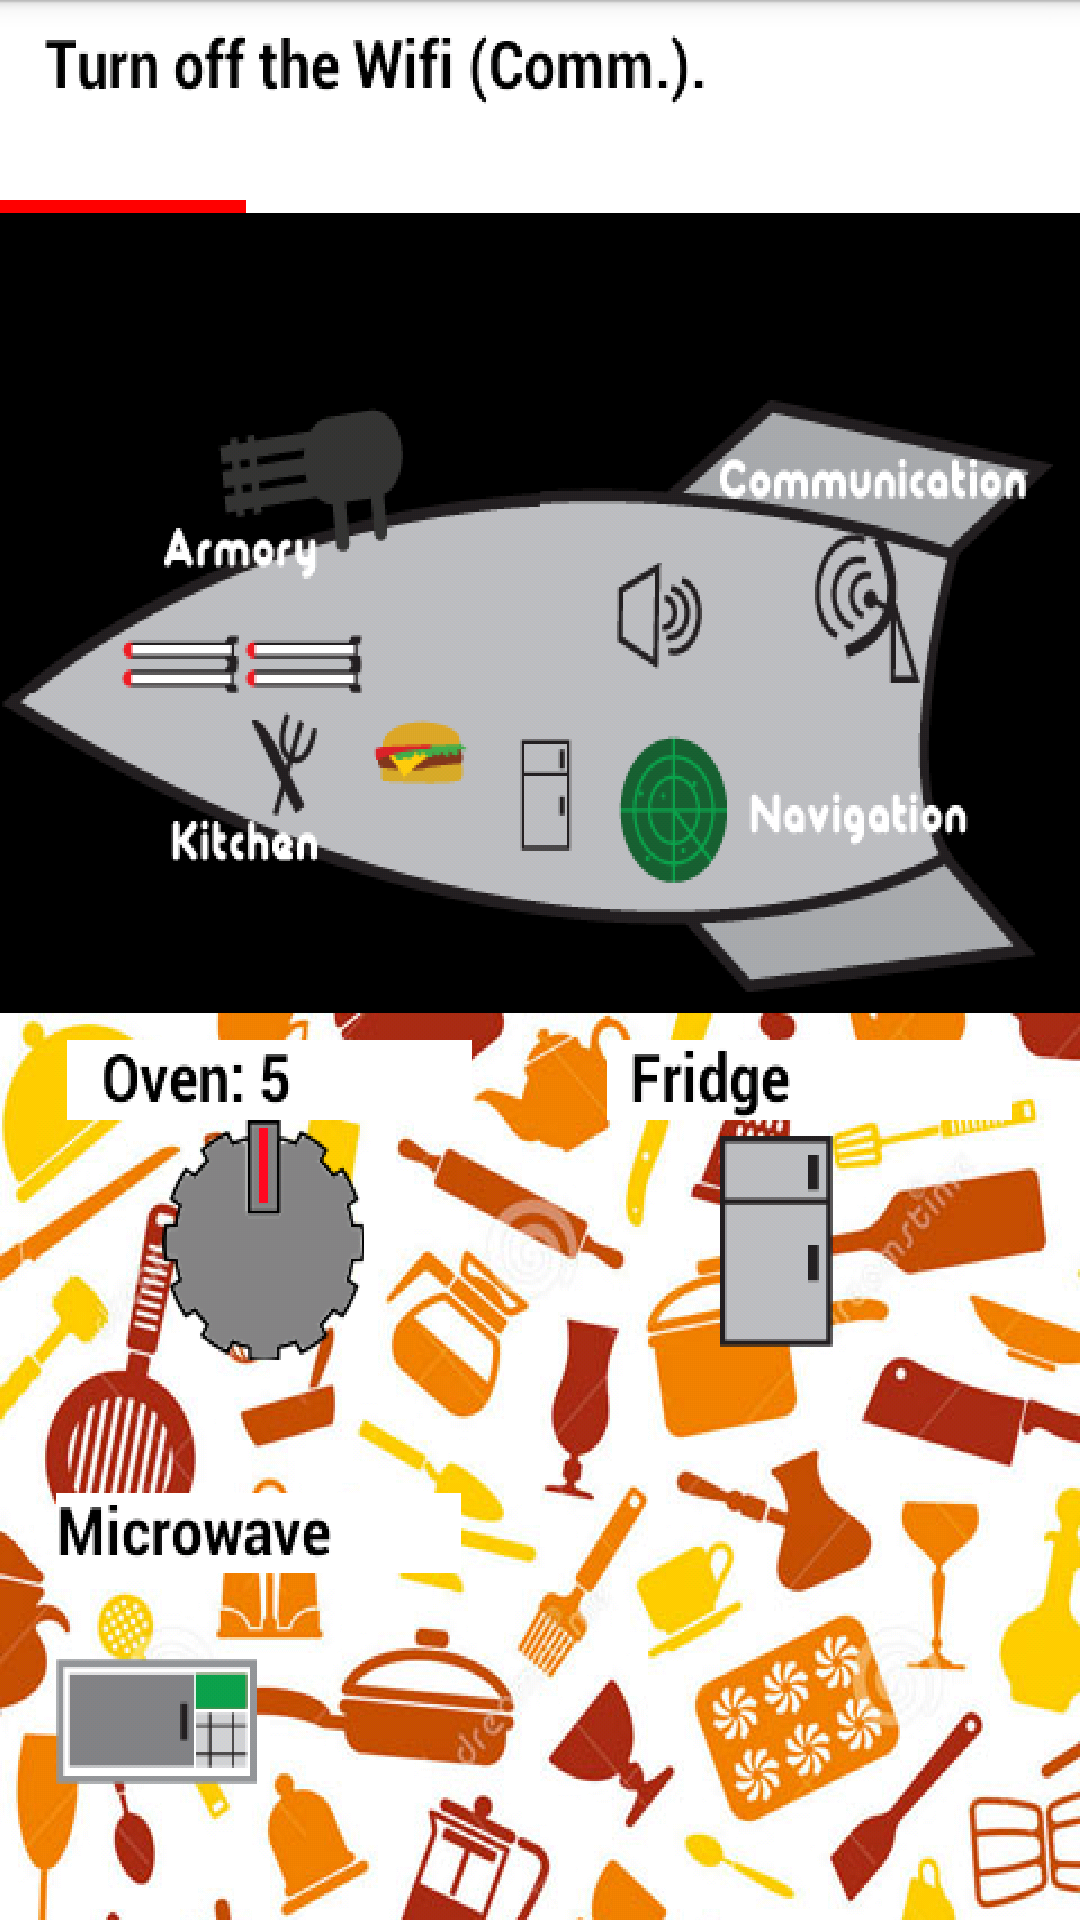 Turn off the Wifi (Comm.).
Communication
Armory
Navigation
Kitchen
Oven: 5
Fridge
Microwave